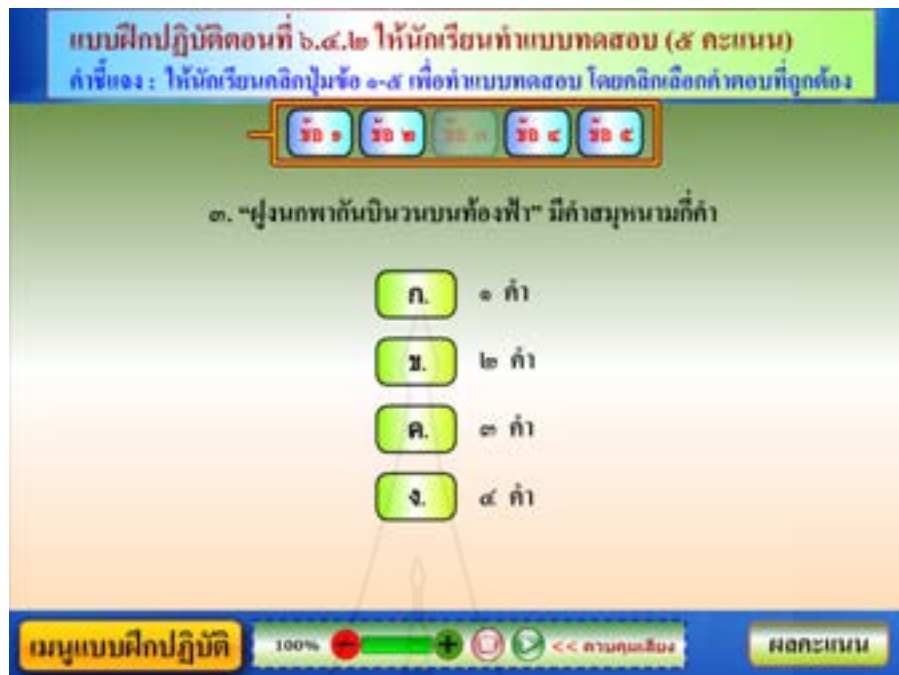 แบบฝึกปฏิบัติตอนที่ ๖.๔.๒ ให้นักเรียนทำแบบทดสอบ (๕ คะแนน)
คำชี้แจง : ให้นักเรียนคลิกปุ่มข้อ ๑-๕ เพื่อทำแบบทดสอบ โดยคลิกเลือกคำตอบที่ถูกต้อง
ข้อ ๑ ข้อ ๒ ข้อ ๓ ข้อ ๔ ข้อ ๕
๓. “ฝูงนกพากันบินวนบนท้องฟ้า” มีคำสมุหนามกี่คำ
ก. ๑ คำ
ข. ๒ คำ
ค. ๓ คำ
ง. ๔ คำ
เมนูแบบฝึกปฏิบัติ 100% << ควบคุมเสียง ผลคะแนน